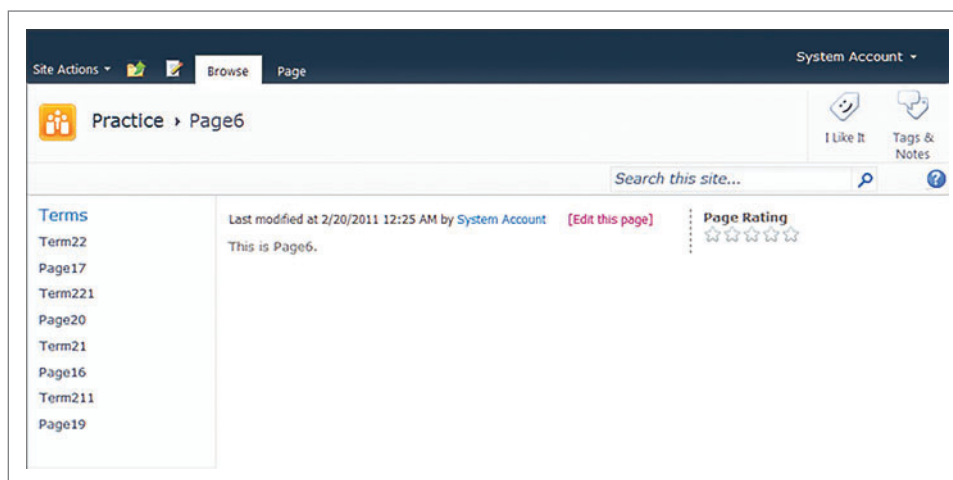 System Account
Site Actions Browse Page
Practice › Page6
I Like It
Tags &
Notes
Search this site...
Terms
Term22
Page17
Term221
Page20
Term21
Page16
Term211
Page19
Last modified at 2/20/2011 12:25 AM by System Account [Edit this page]
This is Page6.
Page Rating